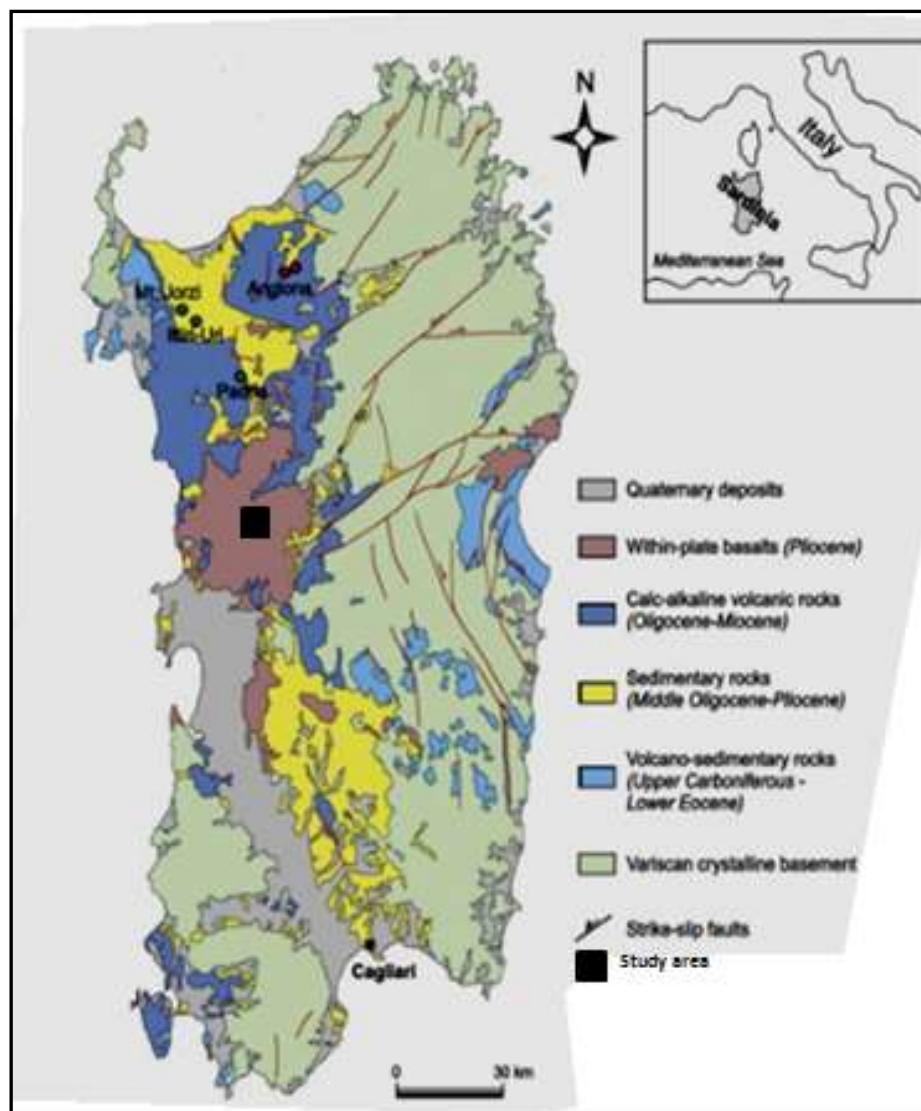 N
Italy
Sardinia
Mediterranean Sea
Anglona
Mt. Jorzi
Ittiri-Uri
Padria
Quaternary deposits
Within-plate basalts (Pliocene)
Calc-alkaline volcanic rocks
(Oligocene-Miocene)
Sedimentary rocks
(Middle Oligocene-Pliocene)
Volcano-sedimentary rocks
(Upper Carboniferous -
Lower Eocene)
Variscan crystalline basement
Strike-slip faults
Study area
Cagliari
0
30 km